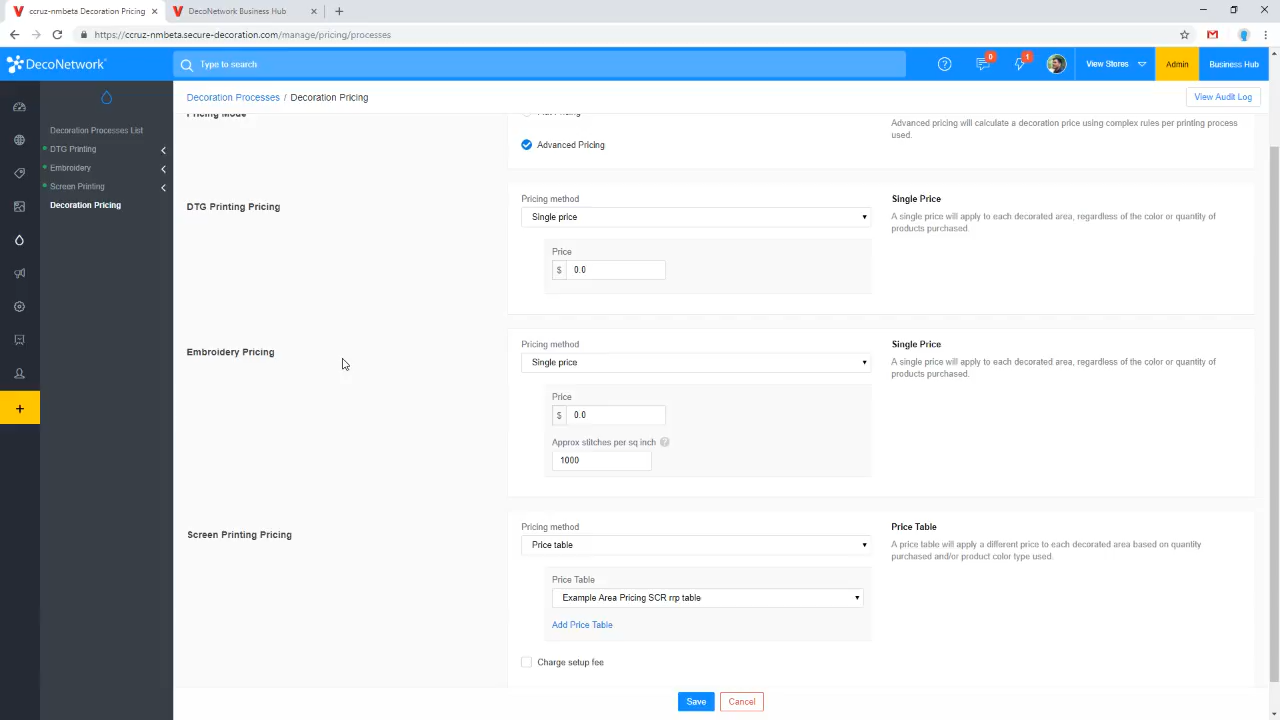 ccruz-nmbeta Decoration Pricing
DecoNetwork Business Hub
https://ccruz-nmbeta.secure-decoration.com/manage/pricing/processes
DecoNetwork
Type to search
0
1
View Stores
Admin
Business Hub
Decoration Processes / Decoration Pricing
View Audit Log
Decoration Processes List
DTG Printing
Embroidery
Screen Printing
Decoration Pricing
Pricing Mode
Advanced Pricing
Advanced pricing will calculate a decoration price using complex rules per printing process
used.
DTG Printing Pricing
Pricing method
Single price
Price
$ 0.0
Single Price
A single price will apply to each decorated area, regardless of the color or quantity of
products purchased.
Embroidery Pricing
Pricing method
Single price
Price
$ 0.0
Approx stitches per sq inch ?
1000
Single Price
A single price will apply to each decorated area, regardless of the color or quantity of
products purchased.
Screen Printing Pricing
Pricing method
Price table
Price Table
Example Area Pricing SCR rrp table
Add Price Table
Charge setup fee
Price Table
A price table will apply a different price to each decorated area based on quantity
purchased and/or product color type used.
Save
Cancel